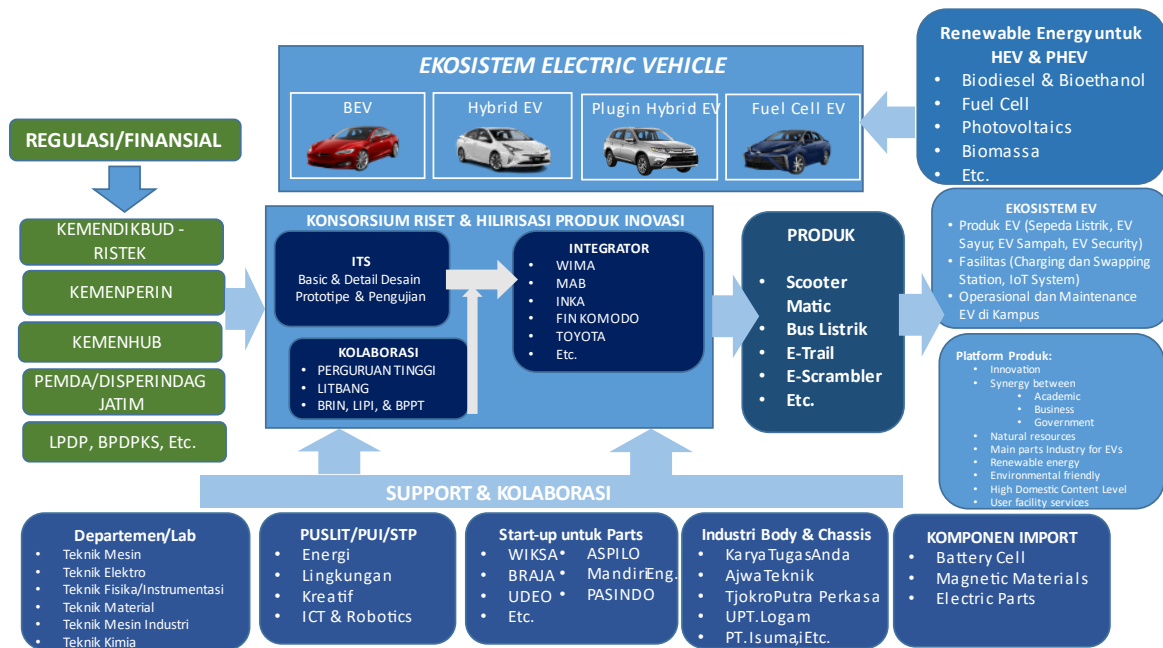 EKOSISTEM ELECTRIC VEHICLE
BEV
Hybrid EV
Plugin Hybrid EV
Fuel Cell EV
Renewable Energy untuk
HEV & PHEV
• Biodiesel & Bioethanol
• Fuel Cell
• Photovoltaics
• Biomassa
• Etc.
REGULASI/FINANSIAL
KEMENDIKBUD -
RISTEK
KEMENPERIN
KEMENHUB
PEMDA/DISPERINDAG
JATIM
LPDP, BPDPKS, Etc.
KONSORSIUM RISET & HILIRISASI PRODUK INOVASI
ITS
Basic & Detail Desain
Prototipe & Pengujian
KOLABORASI
• PERGURUAN TINGGI
• LITBANG
• BRIN, LIPI, & BPPT
INTEGRATOR
• WIMA
• MAB
• INKA
• FIN KOMODO
• TOYOTA
• Etc.
PRODUK
• Scooter
Matic
• Bus Listrik
• E-Trail
• E-Scrambler
• Etc.
EKOSISTEM EV
• Produk EV (Sepeda Listrik, EV
Sayur, EV Sampah, EV Security)
• Fasilitas (Charging dan Swapping
Station, IoT System)
• Operasional dan Maintenance
EV di Kampus
Platform Produk:
• Innovation
• Synergy between
• Academic
• Business
• Government
• Natural resources
• Main parts Industry for EVs
• Renewable energy
• Environmental friendly
• High Domestic Content Level
• User facility services
SUPPORT & KOLABORASI
Departemen/Lab
• Teknik Mesin
• Teknik Elektro
• Teknik Fisika/Instrumentasi
• Teknik Material
• Teknik Mesin Industri
• Teknik Kimia
PUSLIT/PUI/STP
• Energi
• Lingkungan
• Kreatif
• ICT & Robotics
Start-up untuk Parts
• WIKSA
• BRAJA
• UDEO
• Etc.
• ASPILO
• Mandiri Eng.
• PASINDO
Industri Body & Chassis
• Karya Tugas Anda
• Ajwa Teknik
• Tjokro Putra Perkasa
• UPT. Logam
• PT. Isuma, Etc.
KOMPONEN IMPORT
• Battery Cell
• Magnetic Materials
• Electric Parts